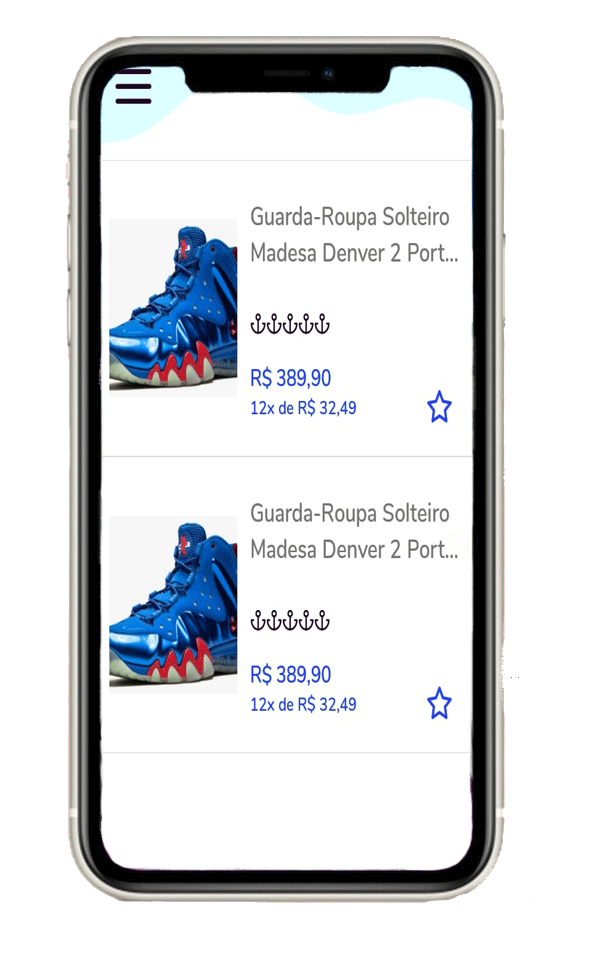 Guarda-Roupa Solteiro
Madesa Denver 2 Port...
R$ 389,90
12x de R$ 32,49
Guarda-Roupa Solteiro
Madesa Denver 2 Port...
R$ 389,90
12x de R$ 32,49